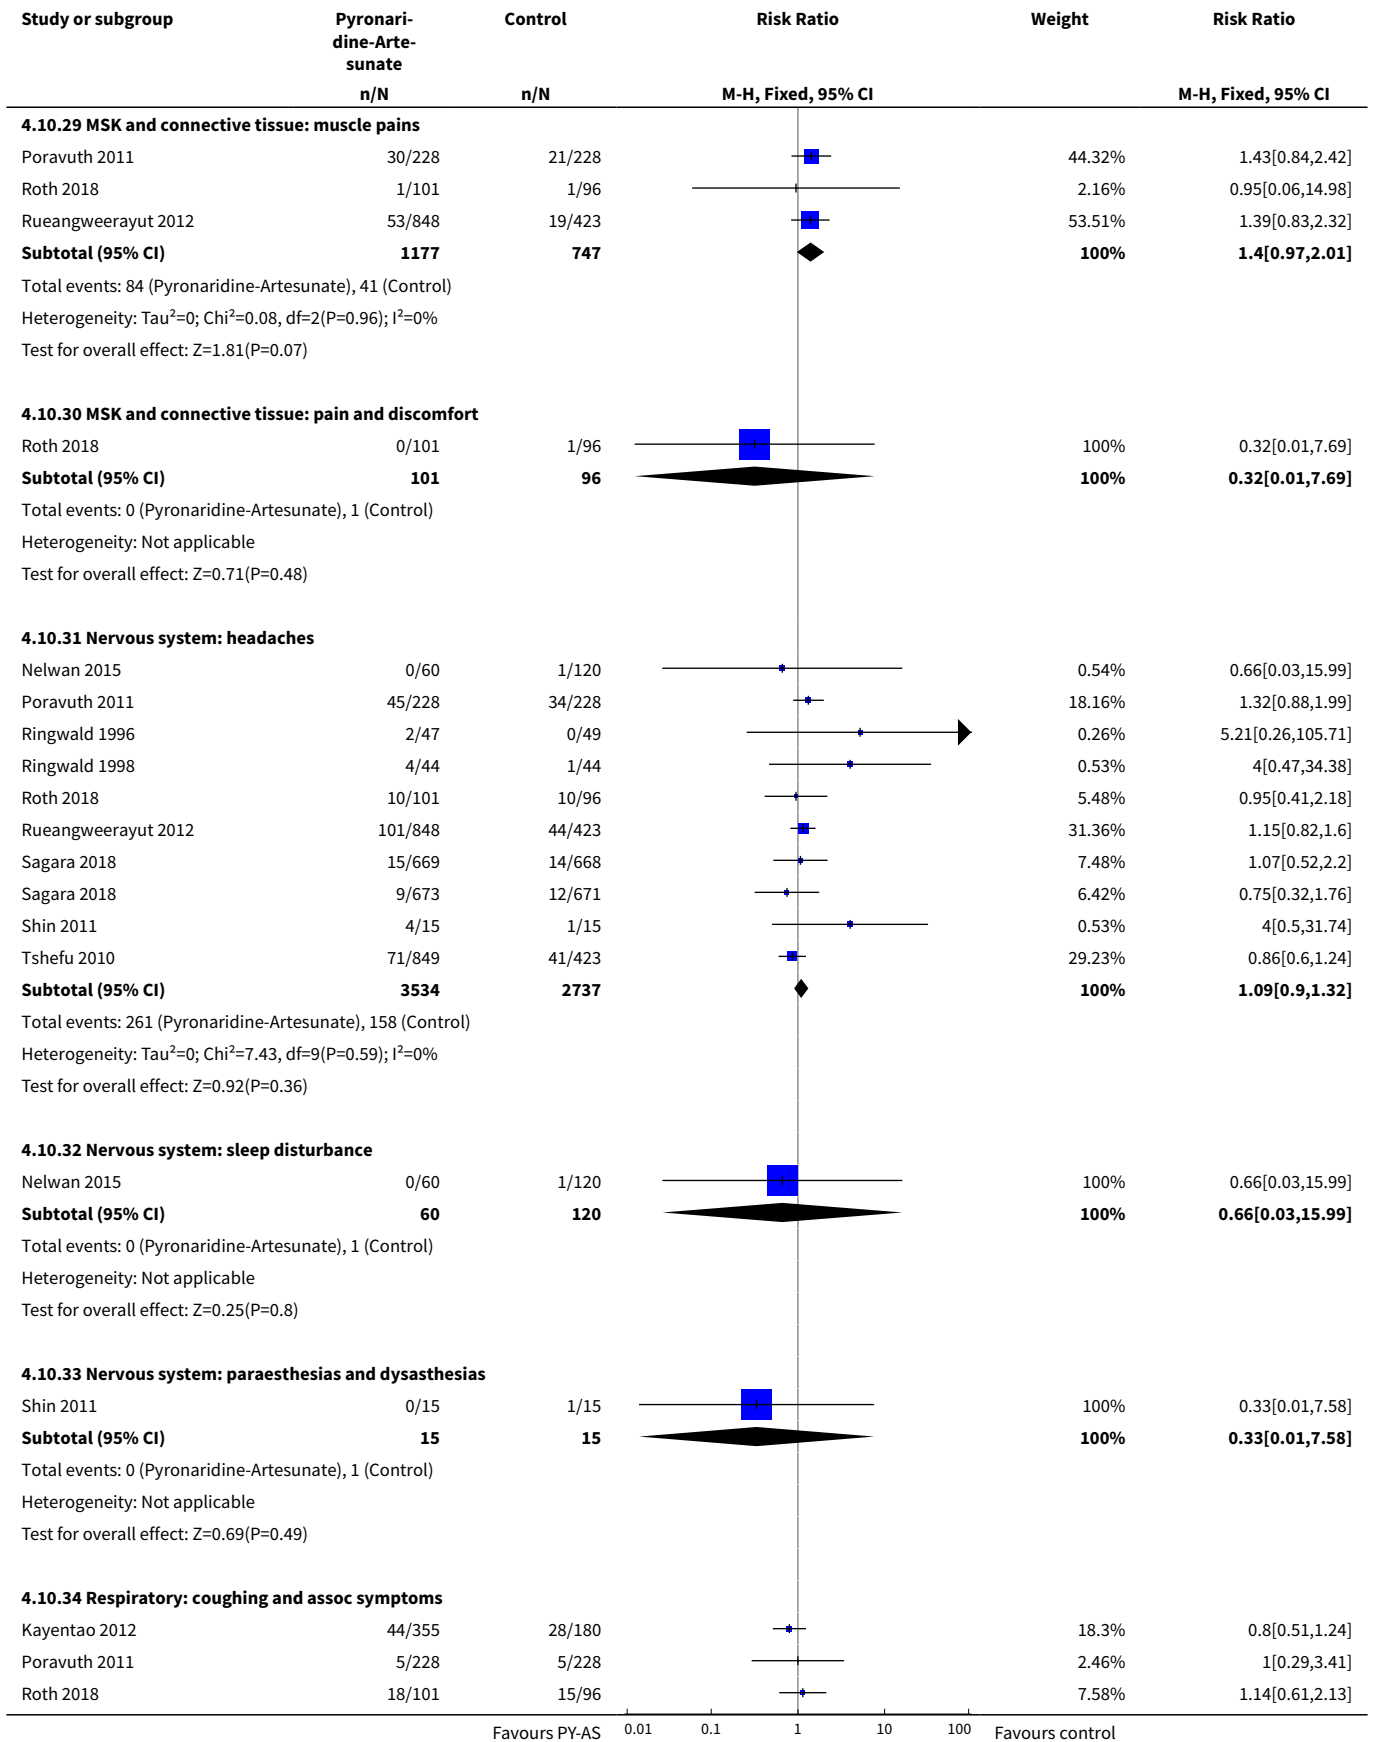 Study or subgroup Pyronari- Control Risk Ratio Weight Risk Ratio
dine-Arte-
sunate
n/N n/N M-H, Fixed, 95% CI M-H, Fixed, 95% CI
4.10.29 MSK and connective tissue: muscle pains
Poravuth 2011 30/228 21/228 44.32% 1.43[0.84,2.42]
Roth 2018 1/101 1/96 2.16% 0.95[0.06,14.98]
Rueangweerayut 2012 53/848 19/423 53.51% 1.39[0.83,2.32]
Subtotal (95% CI) 1177 747 100% 1.4[0.97,2.01]
Total events: 84 (Pyronaridine-Artesunate), 41 (Control)
Heterogeneity: Tau²=0; Chi²=0.08, df=2(P=0.96); I²=0%
Test for overall effect: Z=1.81(P=0.07)
4.10.30 MSK and connective tissue: pain and discomfort
Roth 2018 0/101 1/96 100% 0.32[0.01,7.69]
Subtotal (95% CI) 101 96 100% 0.32[0.01,7.69]
Total events: 0 (Pyronaridine-Artesunate), 1 (Control)
Heterogeneity: Not applicable
Test for overall effect: Z=0.71(P=0.48)
4.10.31 Nervous system: headaches
Nelwan 2015 0/60 1/120 0.54% 0.66[0.03,15.99]
Poravuth 2011 45/228 34/228 18.16% 1.32[0.88,1.99]
Ringwald 1996 2/47 0/49 0.26% 5.21[0.26,105.71]
Ringwald 1998 4/44 1/44 0.53% 4[0.47,34.38]
Roth 2018 10/101 10/96 5.48% 0.95[0.41,2.18]
Rueangweerayut 2012 101/848 44/423 31.36% 1.15[0.82,1.6]
Sagara 2018 15/669 14/668 7.48% 1.07[0.52,2.2]
Sagara 2018 9/673 12/671 6.42% 0.75[0.32,1.76]
Shin 2011 4/15 1/15 0.53% 4[0.5,31.74]
Tshefu 2010 71/849 41/423 29.23% 0.86[0.6,1.24]
Subtotal (95% CI) 3534 2737 100% 1.09[0.9,1.32]
Total events: 261 (Pyronaridine-Artesunate), 158 (Control)
Heterogeneity: Tau²=0; Chi²=7.43, df=9(P=0.59); I²=0%
Test for overall effect: Z=0.92(P=0.36)
4.10.32 Nervous system: sleep disturbance
Nelwan 2015 0/60 1/120 100% 0.66[0.03,15.99]
Subtotal (95% CI) 60 120 100% 0.66[0.03,15.99]
Total events: 0 (Pyronaridine-Artesunate), 1 (Control)
Heterogeneity: Not applicable
Test for overall effect: Z=0.25(P=0.8)
4.10.33 Nervous system: paraesthesias and dysasthesias
Shin 2011 0/15 1/15 100% 0.33[0.01,7.58]
Subtotal (95% CI) 15 15 100% 0.33[0.01,7.58]
Total events: 0 (Pyronaridine-Artesunate), 1 (Control)
Heterogeneity: Not applicable
Test for overall effect: Z=0.69(P=0.49)
4.10.34 Respiratory: coughing and assoc symptoms
Kayentao 2012 44/355 28/180 18.3% 0.8[0.51,1.24]
Poravuth 2011 5/228 5/228 2.46% 1[0.29,3.41]
Roth 2018 18/101 15/96 7.58% 1.14[0.61,2.13]
Favours PY-AS 0.01 0.1 1 10 100 Favours control